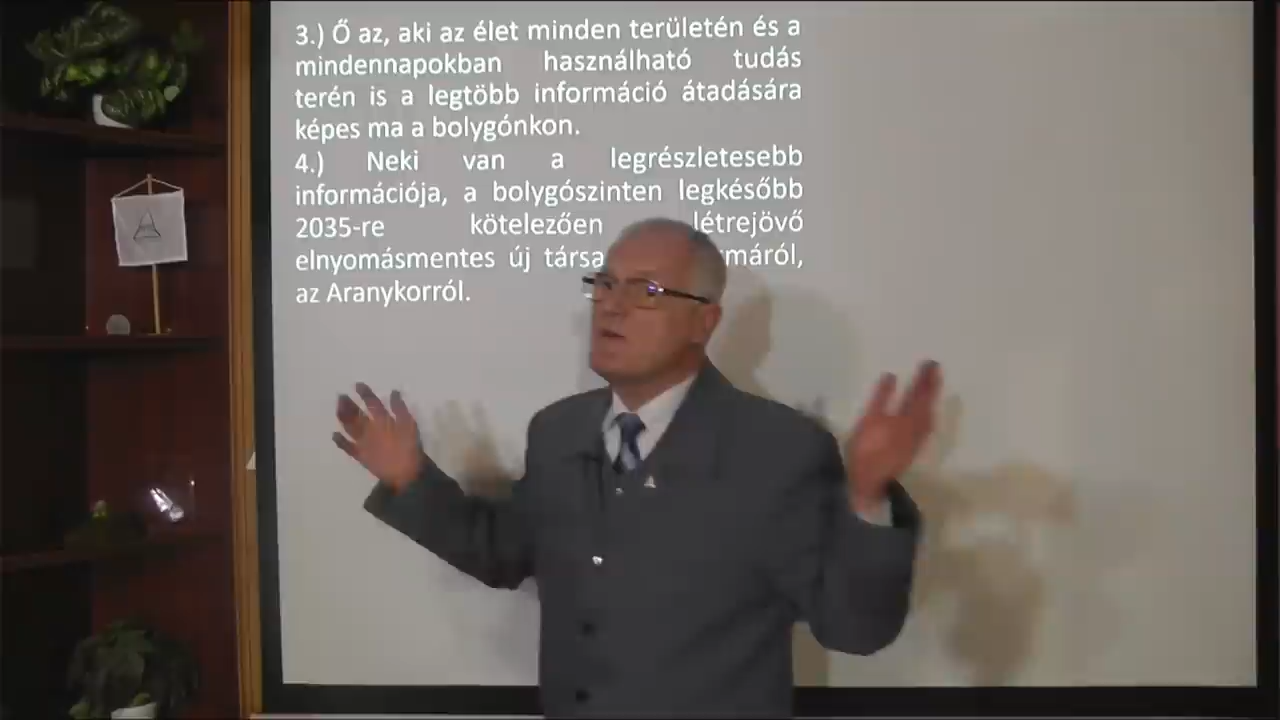 3.) Ő az, aki az élet minden területén és a
mindennapokban használható tudás
terén is a legtöbb információ átadására
képes ma a bolygónkon.
4.) Neki van a legrészletesebb
információja, a bolygószinten legkésőbb
2035-re kötelezően létrejövő
elnyomásmentes új
az Aranykorról.